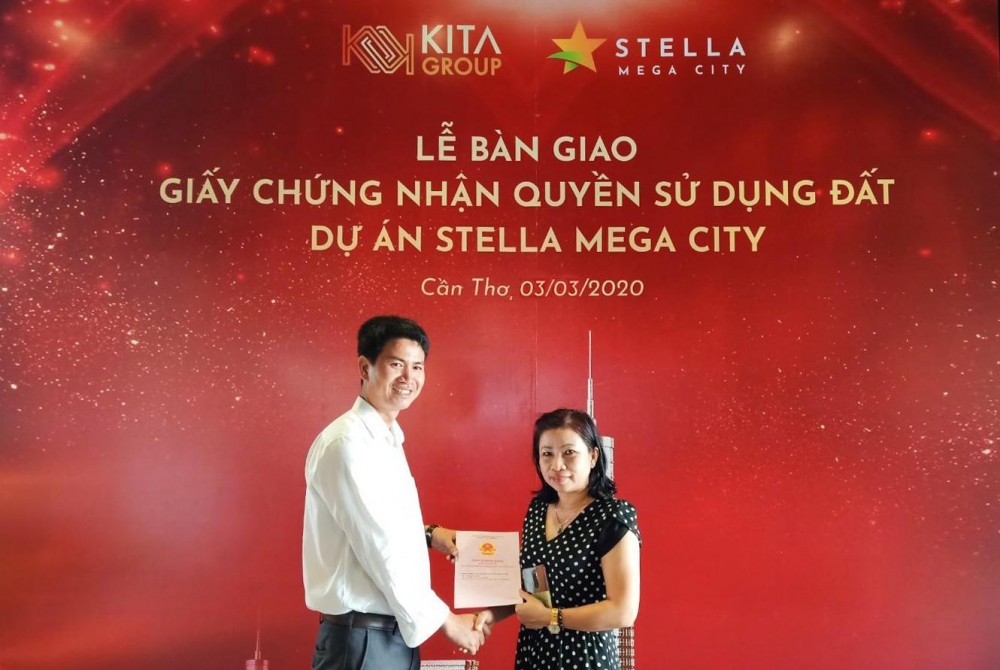 KITA
GROUP
STELLA
MEGA CITY
LỄ BÀN GIAO
GIẤY CHỨNG NHẬN QUYỀN SỬ DỤNG ĐẤT
DỰ ÁN STELLA MEGA CITY
Cần Thơ, 03/03/2020